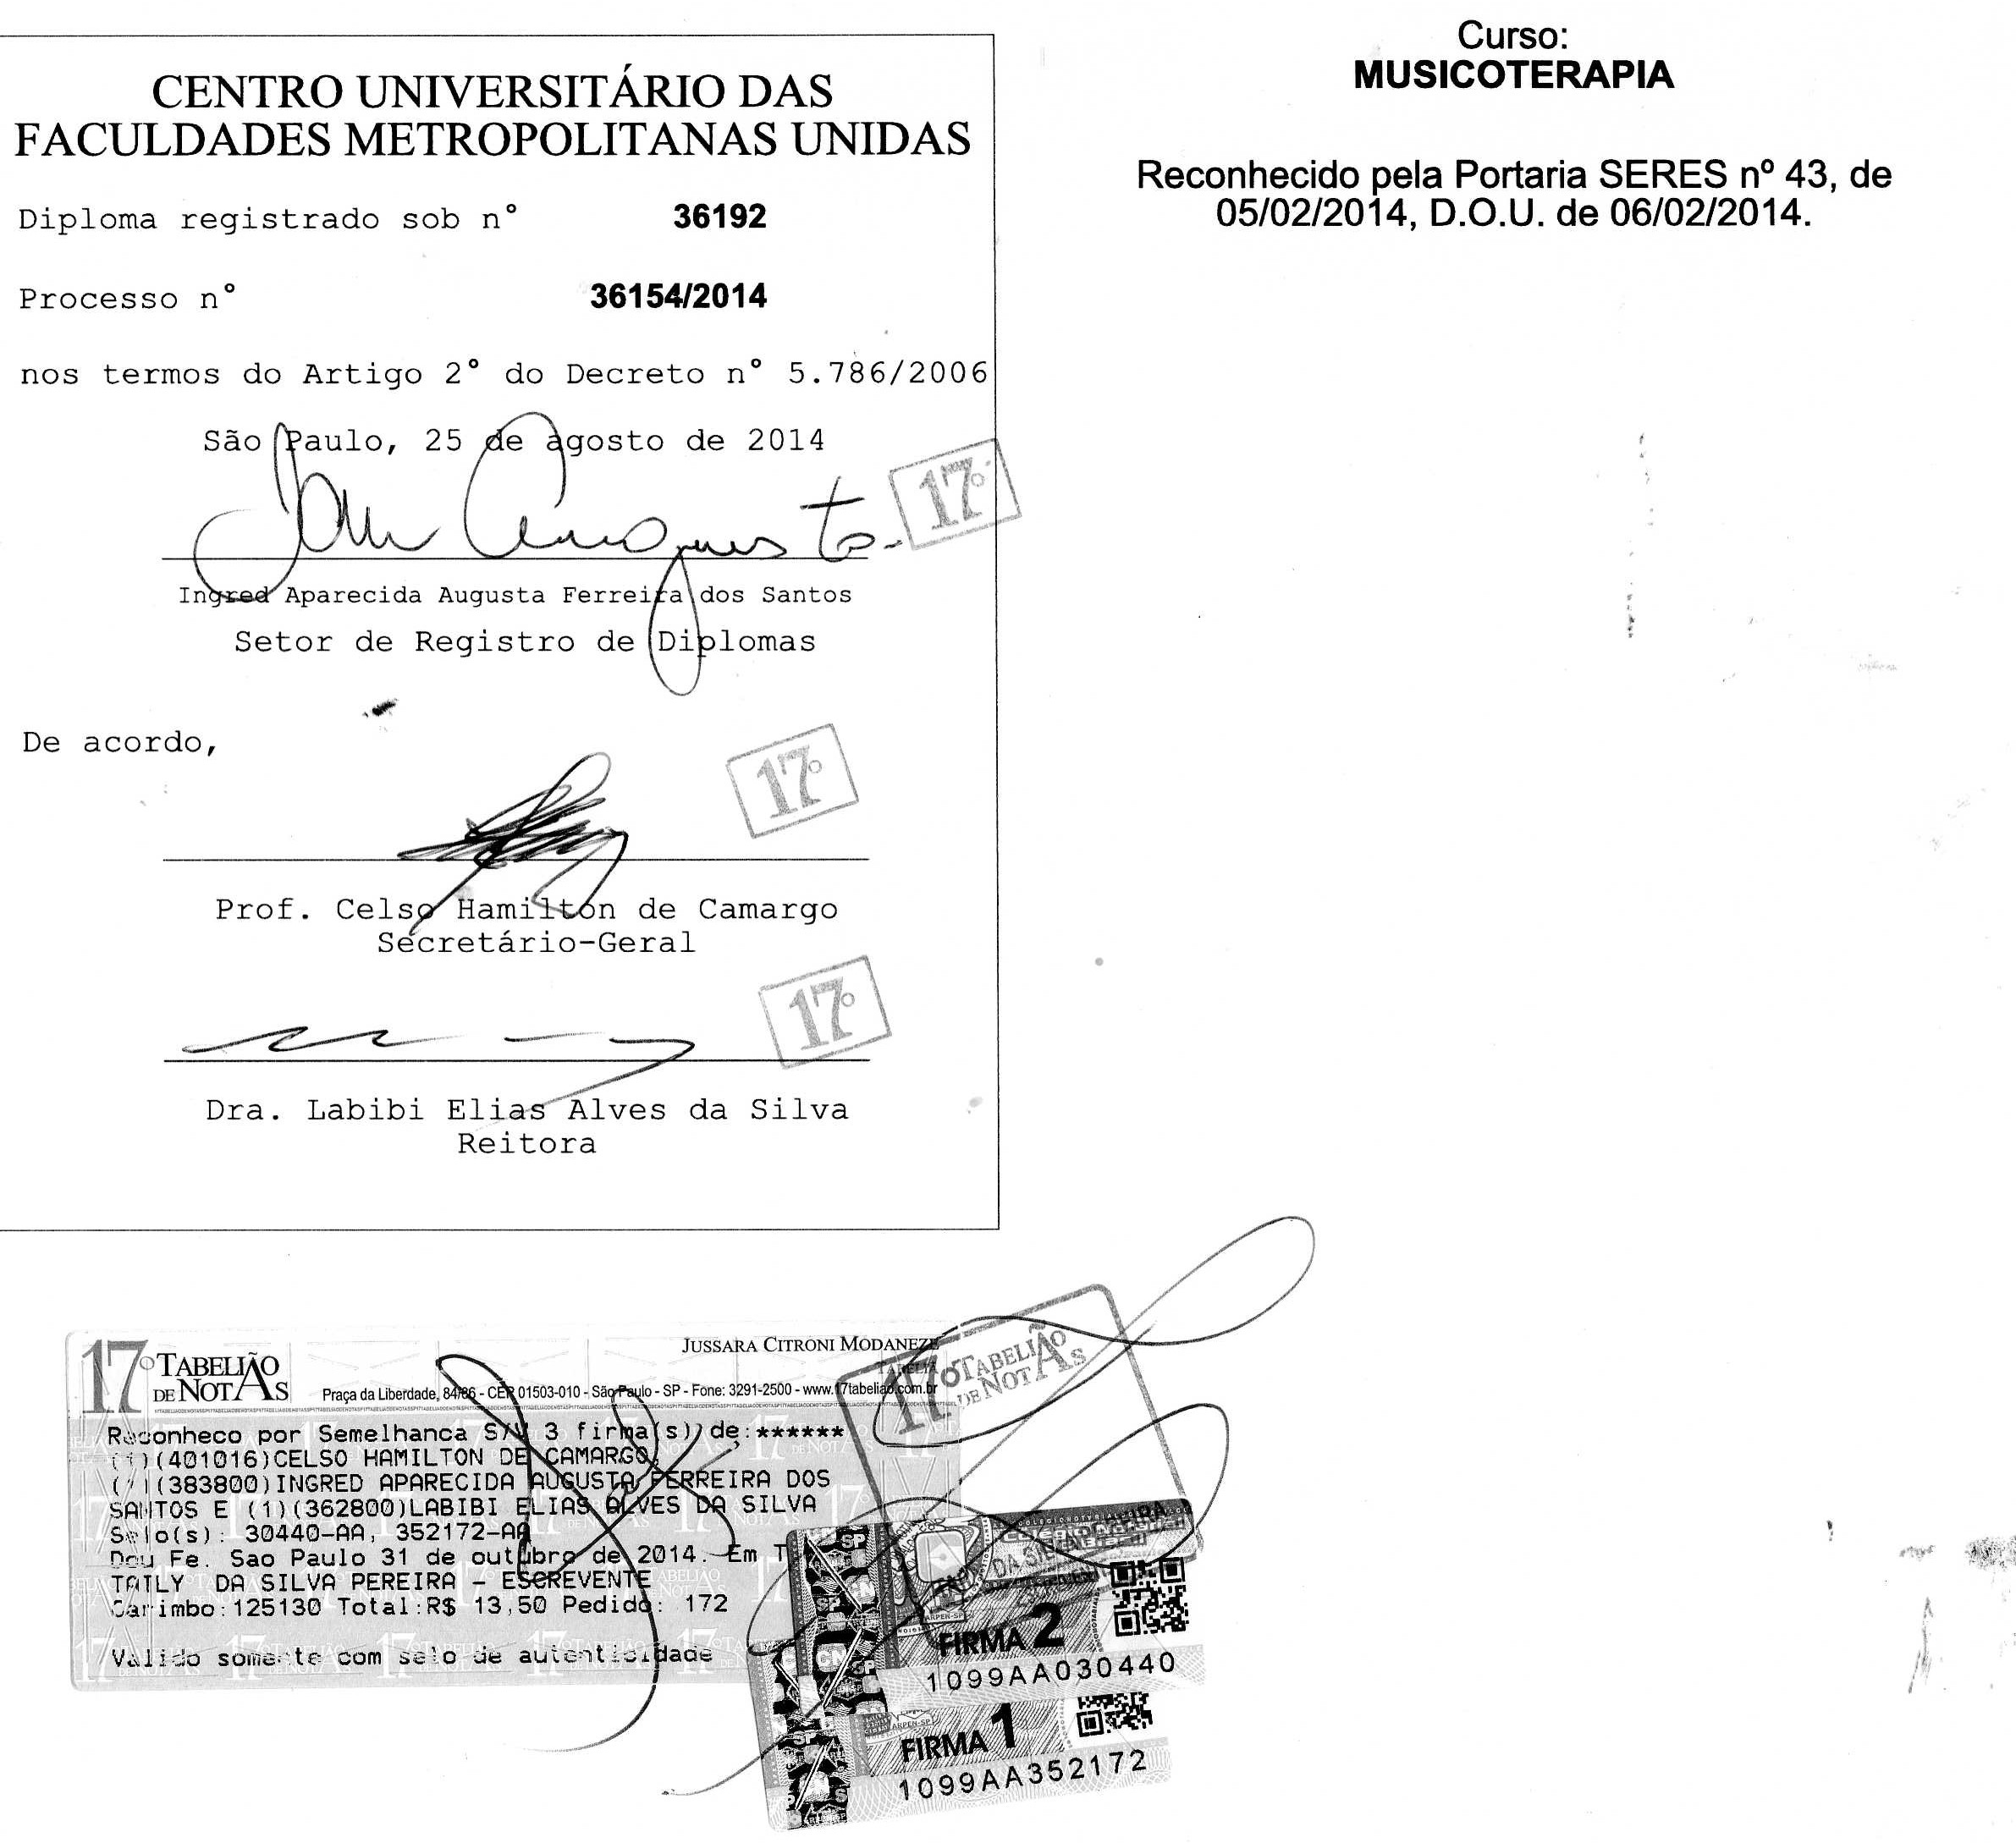 CENTRO UNIVERSITÁRIO DAS
FACULDADES METROPOLITANAS UNIDAS
Diploma registrado sob n° 36192
Processo n° 36154/2014
nos termos do Artigo 2° do Decreto n° 5.786/2006
São Paulo, 25 de agosto de 2014
17º
Ingred Aparecida Augusta Ferreira dos Santos
Setor de Registro de Diplomas
De acordo,
17º
Prof. Celso Hamilton de Camargo
Secretário-Geral
17º
Dra. Labibi Elias Alves da Silva
Reitora
Curso:
MUSICOTERAPIA
Reconhecido pela Portaria SERES nº 43, de
05/02/2014, D.O.U. de 06/02/2014.
17º TABELIÃO
DE NOTAS
JUSSARA CITRONI MODANEZE
TABELIÃ
Praça da Liberdade, 84/86 - CEP 01503-010 - São Paulo - SP - Fone: 3291-2500 - www.17tabeliao.com.br
Reconheco por Semelhanca S/V 3 firma(s) de:******
(1)(401016)CELSO HAMILTON DE CAMARGO,
(1)(383800)INGRED APARECIDA AUGUSTA FERREIRA DOS
SANTOS E (1)(362800)LABIBI ELIAS ALVES DA SILVA
Selo(s): 30440-AA, 352172-AA
Dou Fe. Sao Paulo 31 de outubro de 2014. Em T
TAILY DA SILVA PEREIRA - ESCREVENTE
Carimbo:125130 Total:R$ 13,50 Pedido: 172
Valido somente com selo de autenticidade
17º TABELIÃO
DE NOTAS
FIRMA 2
1099AA030440
FIRMA 1
1099AA352172